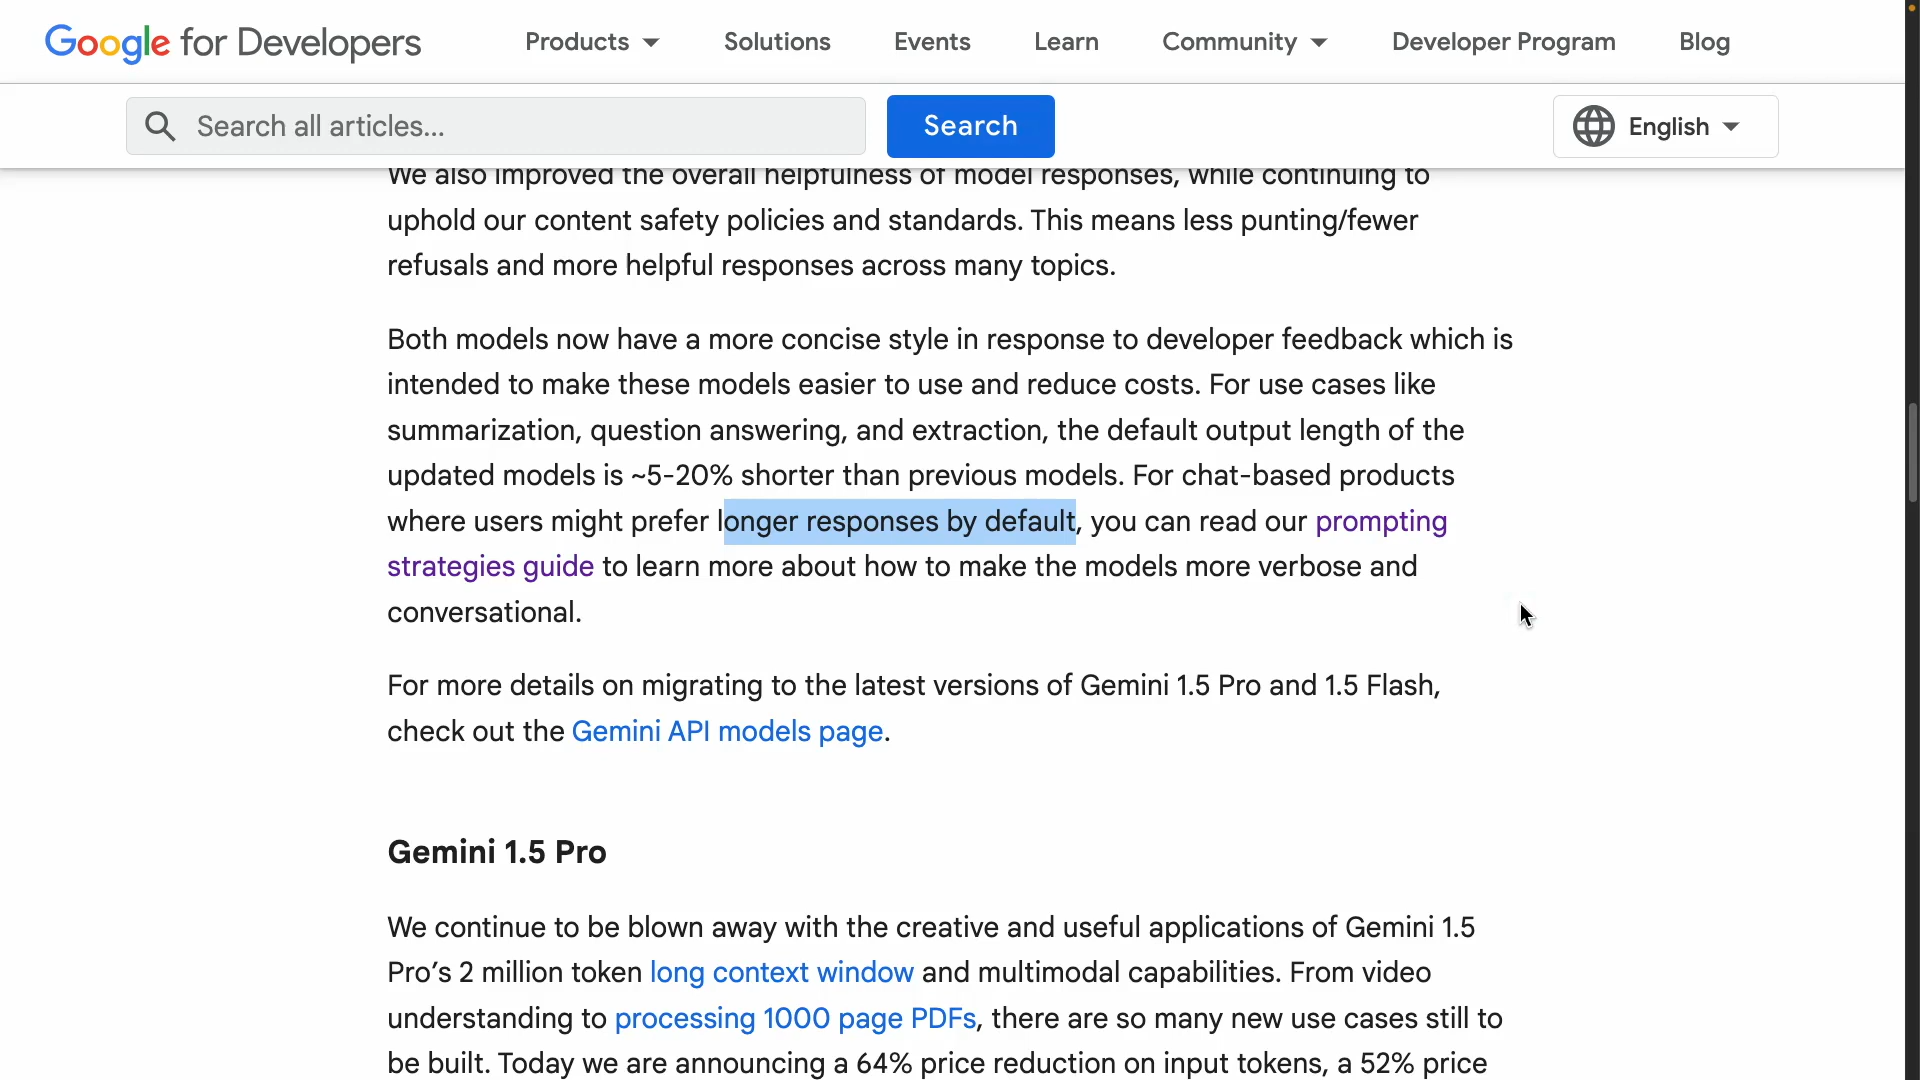 Google for Developers
Products
Solutions
Events
Learn
Community
Developer Program
Blog
Search all articles...
Search
English
We also improved the overall helpfulness of model responses, while continuing to
uphold our content safety policies and standards. This means less punting/fewer
refusals and more helpful responses across many topics.
Both models now have a more concise style in response to developer feedback which is
intended to make these models easier to use and reduce costs. For use cases like
summarization, question answering, and extraction, the default output length of the
updated models is ~5-20% shorter than previous models. For chat-based products
where users might prefer longer responses by default, you can read our prompting
strategies guide to learn more about how to make the models more verbose and
conversational.
For more details on migrating to the latest versions of Gemini 1.5 Pro and 1.5 Flash,
check out the Gemini API models page.
Gemini 1.5 Pro
We continue to be blown away with the creative and useful applications of Gemini 1.5
Pro’s 2 million token long context window and multimodal capabilities. From video
understanding to processing 1000 page PDFs, there are so many new use cases still to
be built. Today we are announcing a 64% price reduction on input tokens, a 52% price